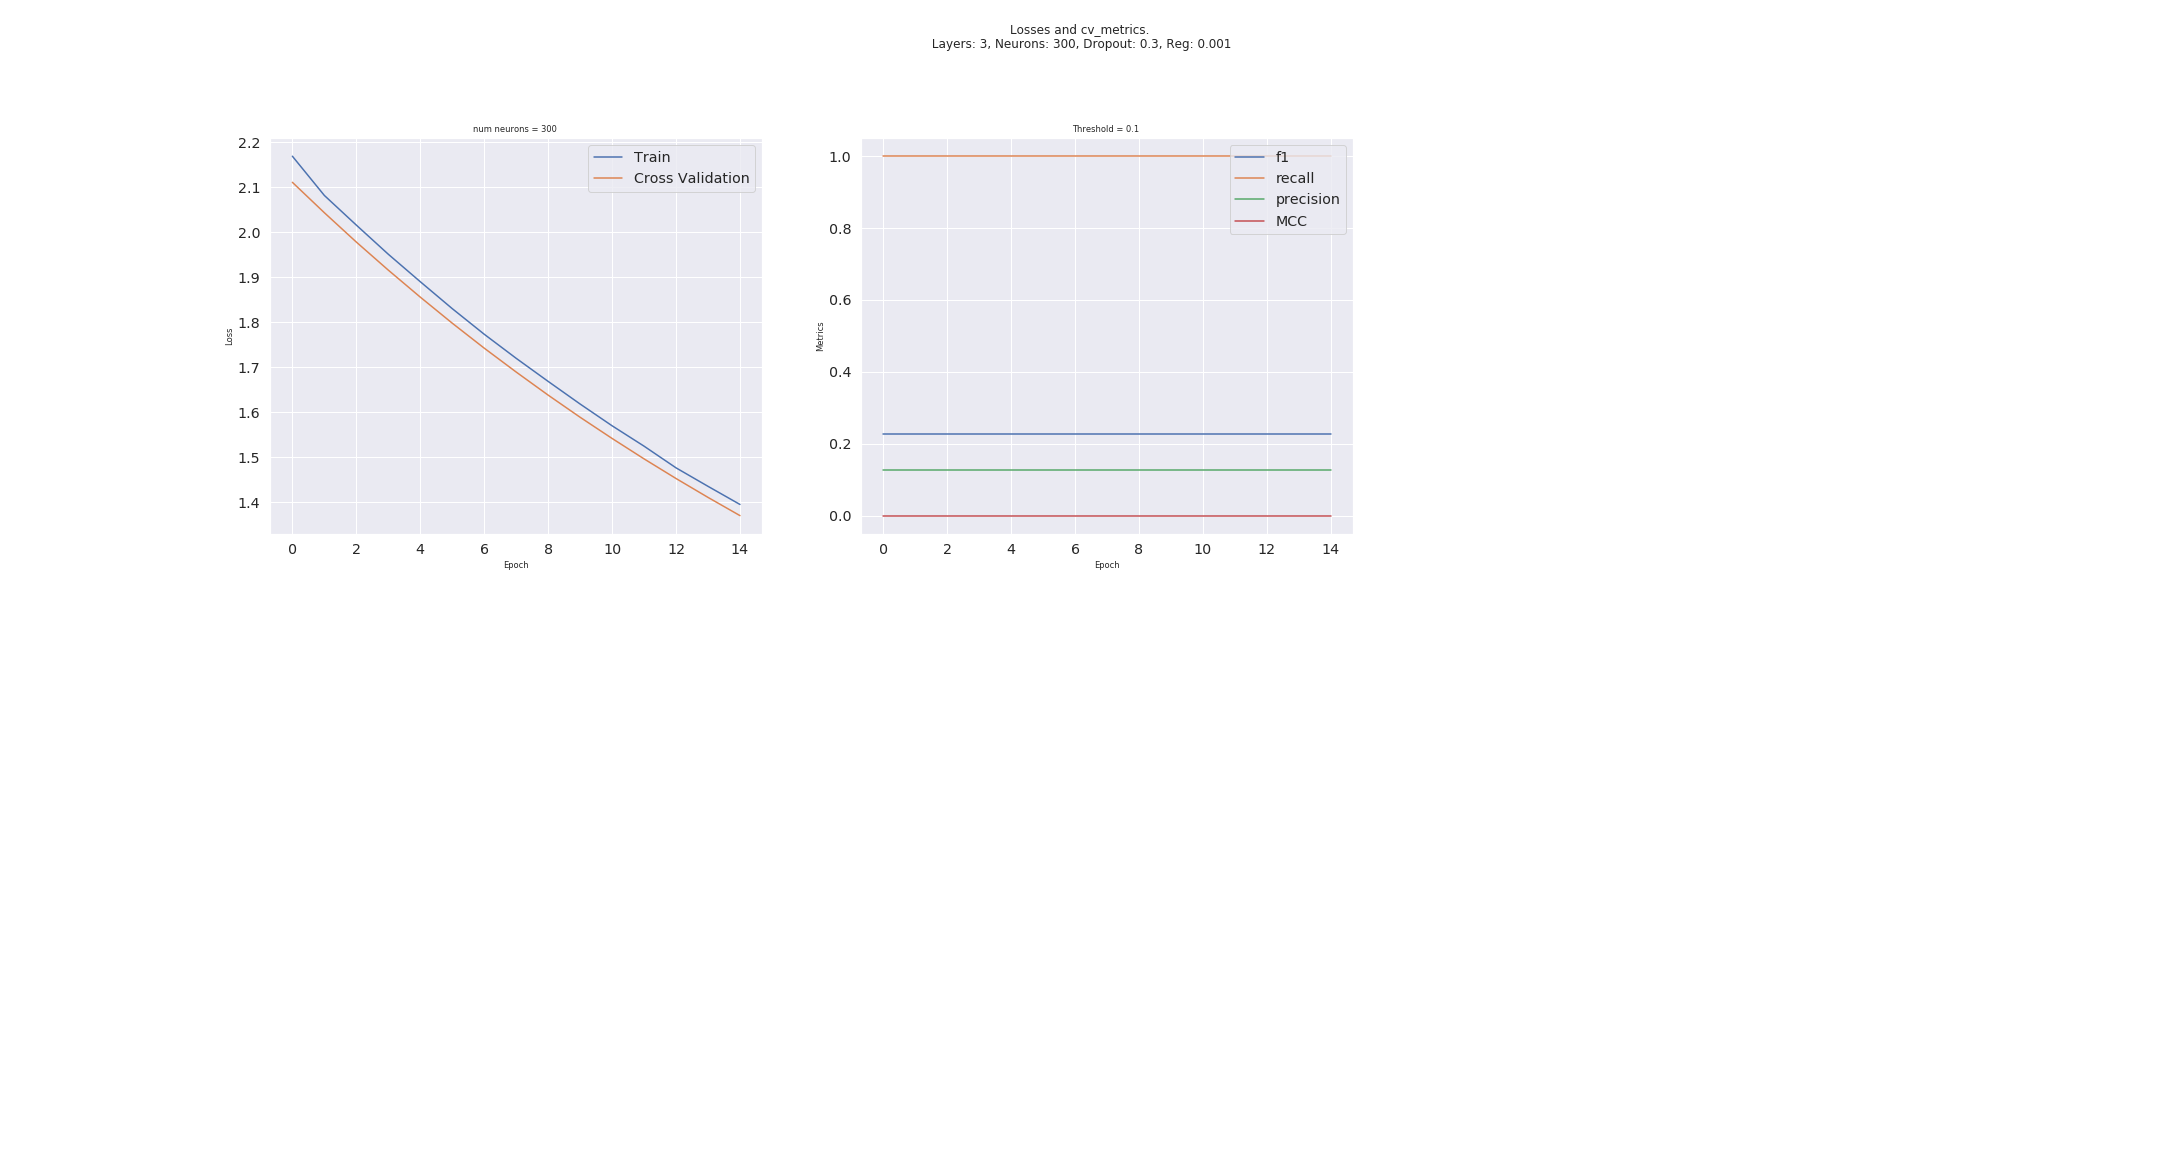 Losses and cv_metrics.
Layers: 3, Neurons: 300, Dropout: 0.3, Reg: 0.001
num neurons = 300
2.2
2.1
2.0
1.9
1.8
1.7
1.6
1.5
1.4
Loss
Train
Cross Validation
0 2 4 6 8 10 12 14
Epoch
Threshold = 0.1
1.0
0.8
0.6
0.4
0.2
0.0
Metrics
f1
recall
precision
MCC
0 2 4 6 8 10 12 14
Epoch